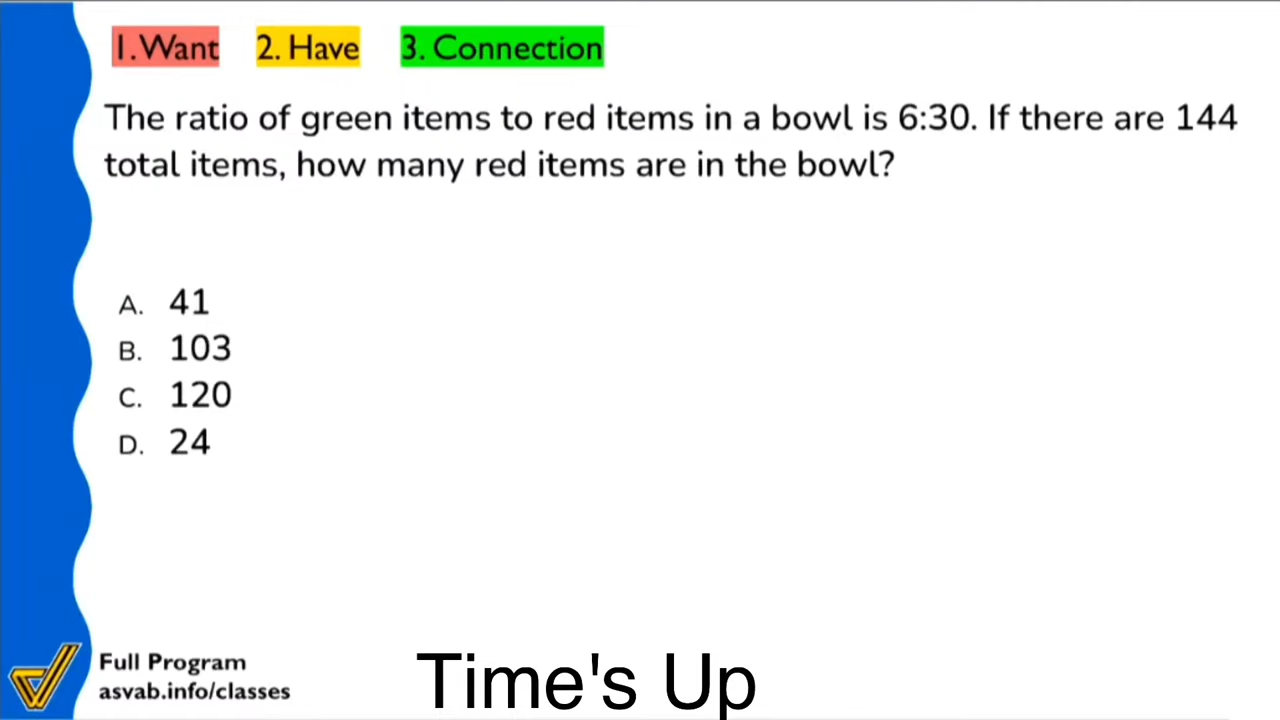 1. Want 2. Have 3. Connection
The ratio of green items to red items in a bowl is 6:30. If there are 144
total items, how many red items are in the bowl?
A. 41
B. 103
C. 120
D. 24
Full Program
asvab.info/classes
Time's Up